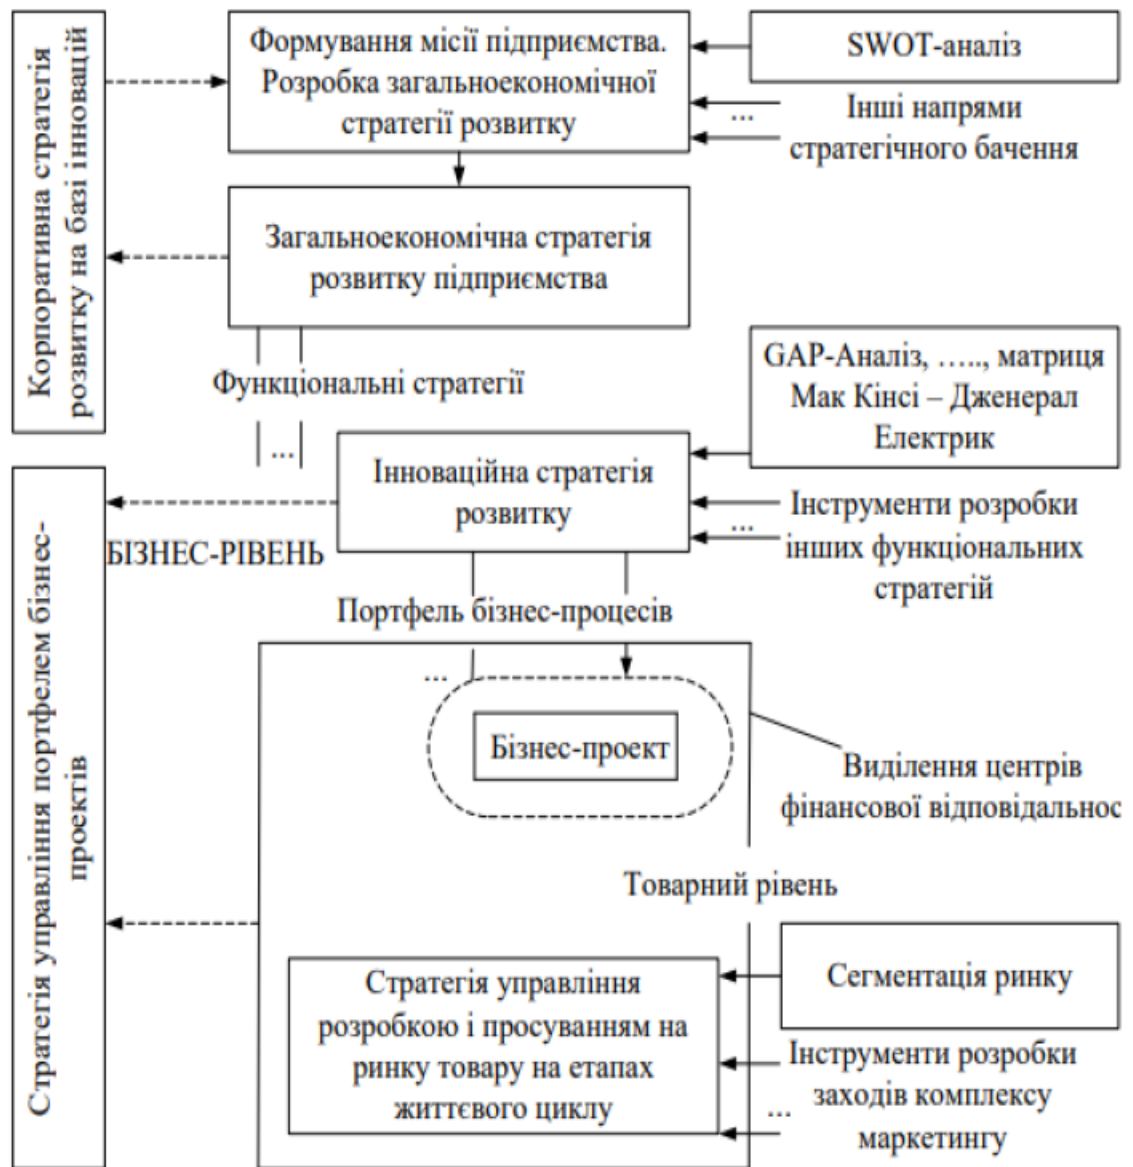 Корпоративна стратегія
розвитку на базі інновацій
Формування місії підприємства.
Розробка загальноекономічної
стратегії розвитку
SWOT-аналіз
...
Інші напрями
стратегічного бачення
Загальноекономічна стратегія
розвитку підприємства
Функціональні стратегії
...
GAP-Аналіз, ….., матриця
Мак Кінсі – Дженерал
Електрик
Інноваційна стратегія
розвитку
...
Інструменти розробки
інших функціональних
стратегій
Стратегія управління портфелем бізнес-
проектів
БІЗНЕС-РІВЕНЬ
Портфель бізнес-процесів
...
Бізнес-проект
Виділення центрів
фінансової відповідальнос
Товарний рівень
Стратегія управління
розробкою і просуванням на
ринку товару на етапах
життєвого циклу
Сегментація ринку
Інструменти розробки
заходів комплексу
маркетингу
...